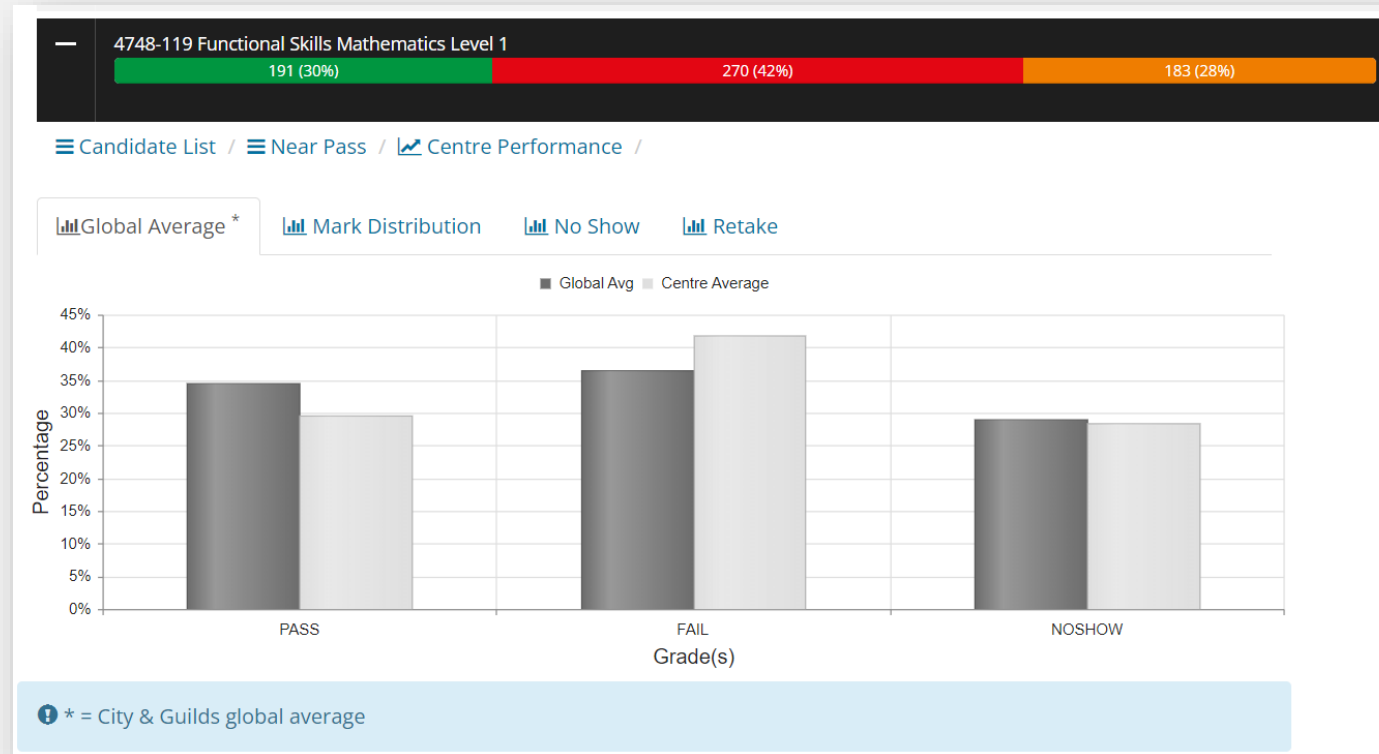 4748-119 Functional Skills Mathematics Level 1
191 (30%) 270 (42%) 183 (28%)
Candidate List / Near Pass / Centre Performance /
Global Average * Mark Distribution No Show Retake
Global Avg Centre Average
45%
40%
35%
30%
25%
20%
15%
10%
5%
0%
Percentage
PASS FAIL NOSHOW
Grade(s)
* = City & Guilds global average